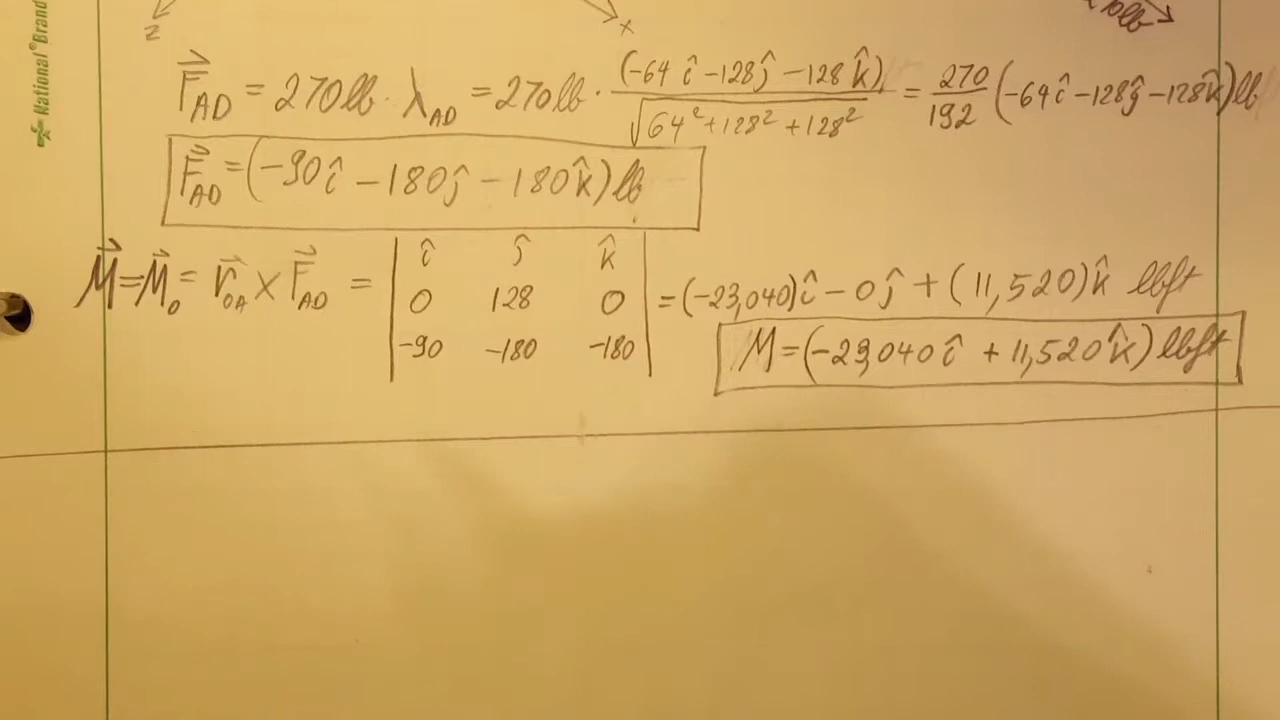 National®Brand
z
x
10lb
F_AD = 270lb · λ_AD = 270lb · (-64î -128ĵ -128k̂) / √(64²+128²+128²) = 270/192 (-64î -128ĵ -128k̂)lb
F_AD = (-90î -180ĵ -180k̂)lb
M = M_o = r_OA × F_AD = | î ĵ k̂ |
| 0 128 0 | = (-23,040)î - 0ĵ + (11,520)k̂ lbft
| -90 -180 -180 |
M = (-23,040î + 11,520k̂) lbft